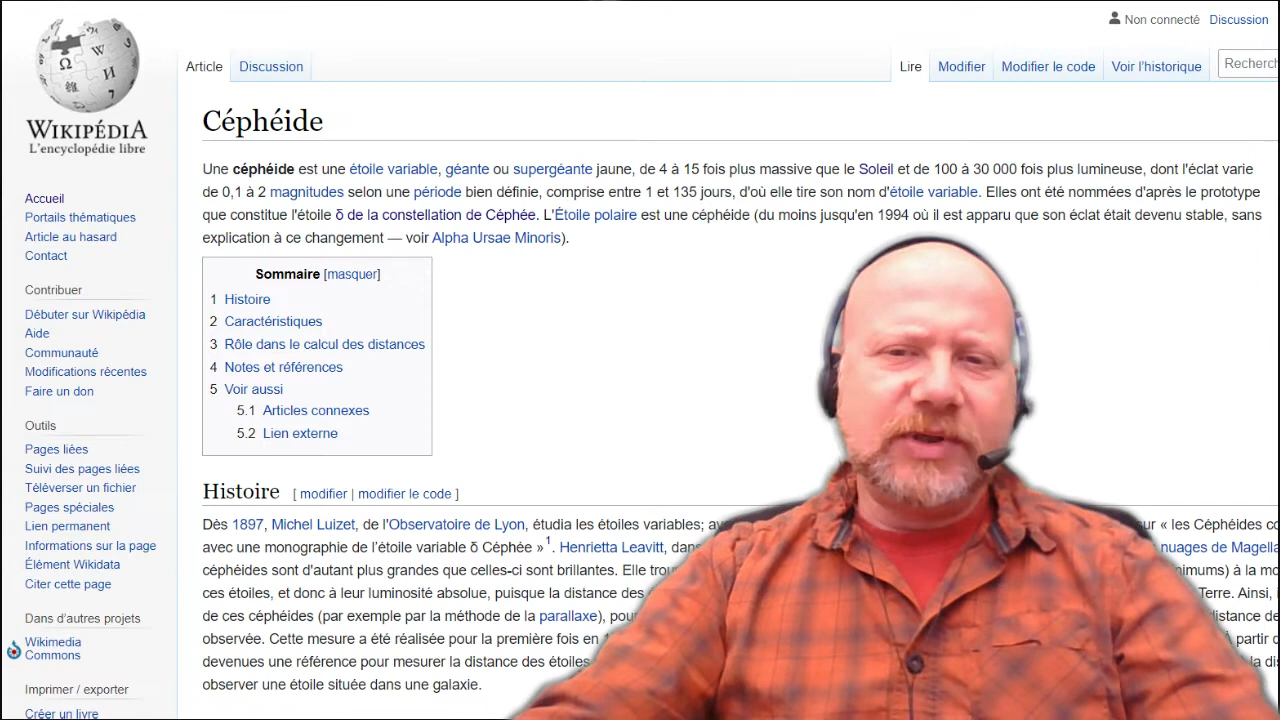 Non connecté Discussion
Article Discussion Lire Modifier Modifier le code Voir l'historique
WIKIPÉDIA
L'encyclopédie libre
Céphéide
Une céphéide est une étoile variable, géante ou supergéante jaune, de 4 à 15 fois plus massive que le Soleil et de 100 à 30 000 fois plus lumineuse, dont l'éclat varie
de 0,1 à 2 magnitudes selon une période bien définie, comprise entre 1 et 135 jours, d'où elle tire son nom d'étoile variable. Elles ont été nommées d'après le prototype
que constitue l'étoile δ de la constellation de Céphée. L'Étoile polaire est une céphéide (du moins jusqu'en 1994 où il est apparu que son éclat était devenu stable, sans
explication à ce changement — voir Alpha Ursae Minoris).
Accueil
Portails thématiques
Article au hasard
Contact
Contribuer
Débuter sur Wikipédia
Aide
Communauté
Modifications récentes
Faire un don
Outils
Pages liées
Suivi des pages liées
Téléverser un fichier
Pages spéciales
Lien permanent
Informations sur la page
Élément Wikidata
Citer cette page
Dans d'autres projets
Wikimedia
Commons
Imprimer / exporter
Créer un livre
Sommaire [masquer]
1 Histoire
2 Caractéristiques
3 Rôle dans le calcul des distances
4 Notes et références
5 Voir aussi
5.1 Articles connexes
5.2 Lien externe
Histoire [ modifier | modifier le code ]
Dès 1897, Michel Luizet, de l'Observatoire de Lyon, étudia les étoiles variables; sur « les Céphéides
avec une monographie de l'étoile variable δ Céphée »1. Henrietta Leavitt, nuages de
céphéides sont d'autant plus grandes que celles-ci sont brillantes. Elle à la
ces étoiles, et donc à leur luminosité absolue, puisque la distance des Terre. Ainsi,
de ces céphéides (par exemple par la méthode de la parallaxe), distance de
observée. Cette mesure a été réalisée pour la première fois en partir
devenues une référence pour mesurer la distance des étoiles
observer une étoile située dans une galaxie.